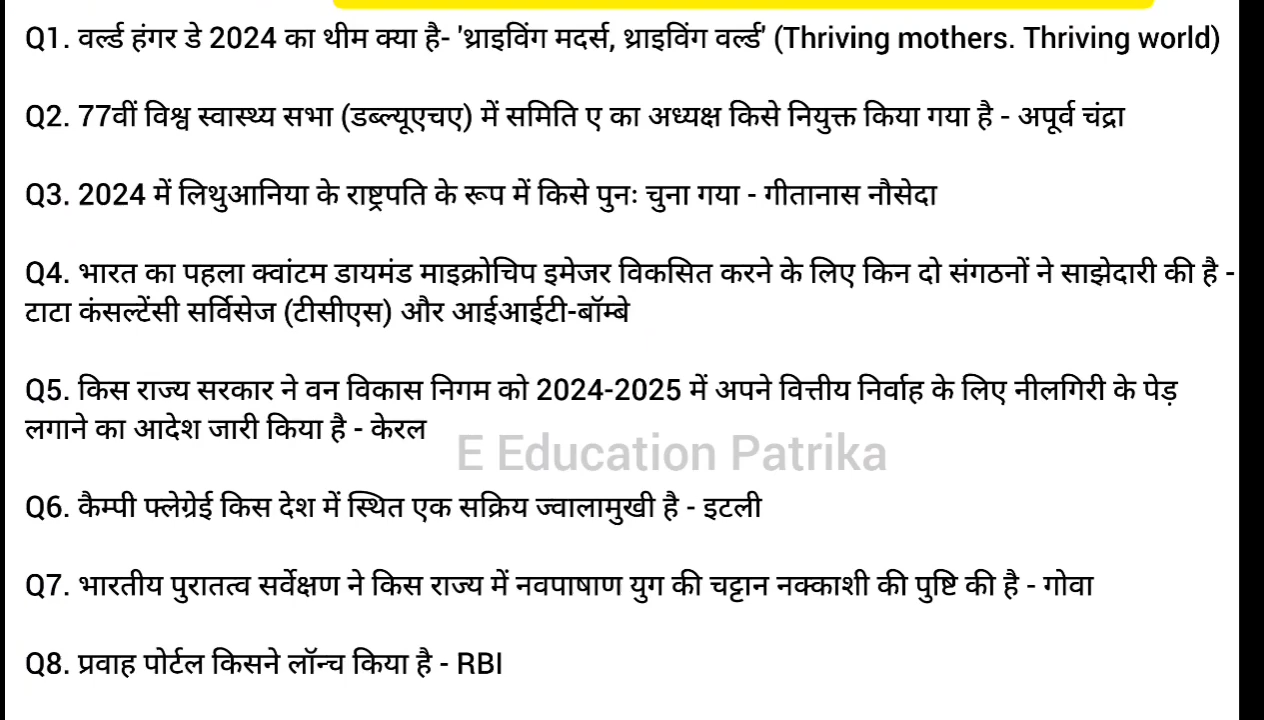 Q1. वर्ल्ड हंगर डे 2024 का थीम क्या है- 'थ्राइविंग मदर्स, थ्राइविंग वर्ल्ड' (Thriving mothers. Thriving world)
Q2. 77वीं विश्व स्वास्थ्य सभा (डब्ल्यूएचए) में समिति ए का अध्यक्ष किसे नियुक्त किया गया है - अपूर्व चंद्रा
Q3. 2024 में लिथुआनिया के राष्ट्रपति के रूप में किसे पुनः चुना गया - गीतानास नौसेदा
Q4. भारत का पहला क्वांटम डायमंड माइक्रोचिप इमेजर विकसित करने के लिए किन दो संगठनों ने साझेदारी की है -
टाटा कंसल्टेंसी सर्विसेज (टीसीएस) और आईआईटी-बॉम्बे
Q5. किस राज्य सरकार ने वन विकास निगम को 2024-2025 में अपने वित्तीय निर्वाह के लिए नीलगिरी के पेड़
लगाने का आदेश जारी किया है - केरल
E Education Patrika
Q6. कैम्पी फ्लेग्रेई किस देश में स्थित एक सक्रिय ज्वालामुखी है - इटली
Q7. भारतीय पुरातत्व सर्वेक्षण ने किस राज्य में नवपाषाण युग की चट्टान नक्काशी की पुष्टि की है - गोवा
Q8. प्रवाह पोर्टल किसने लॉन्च किया है - RBI